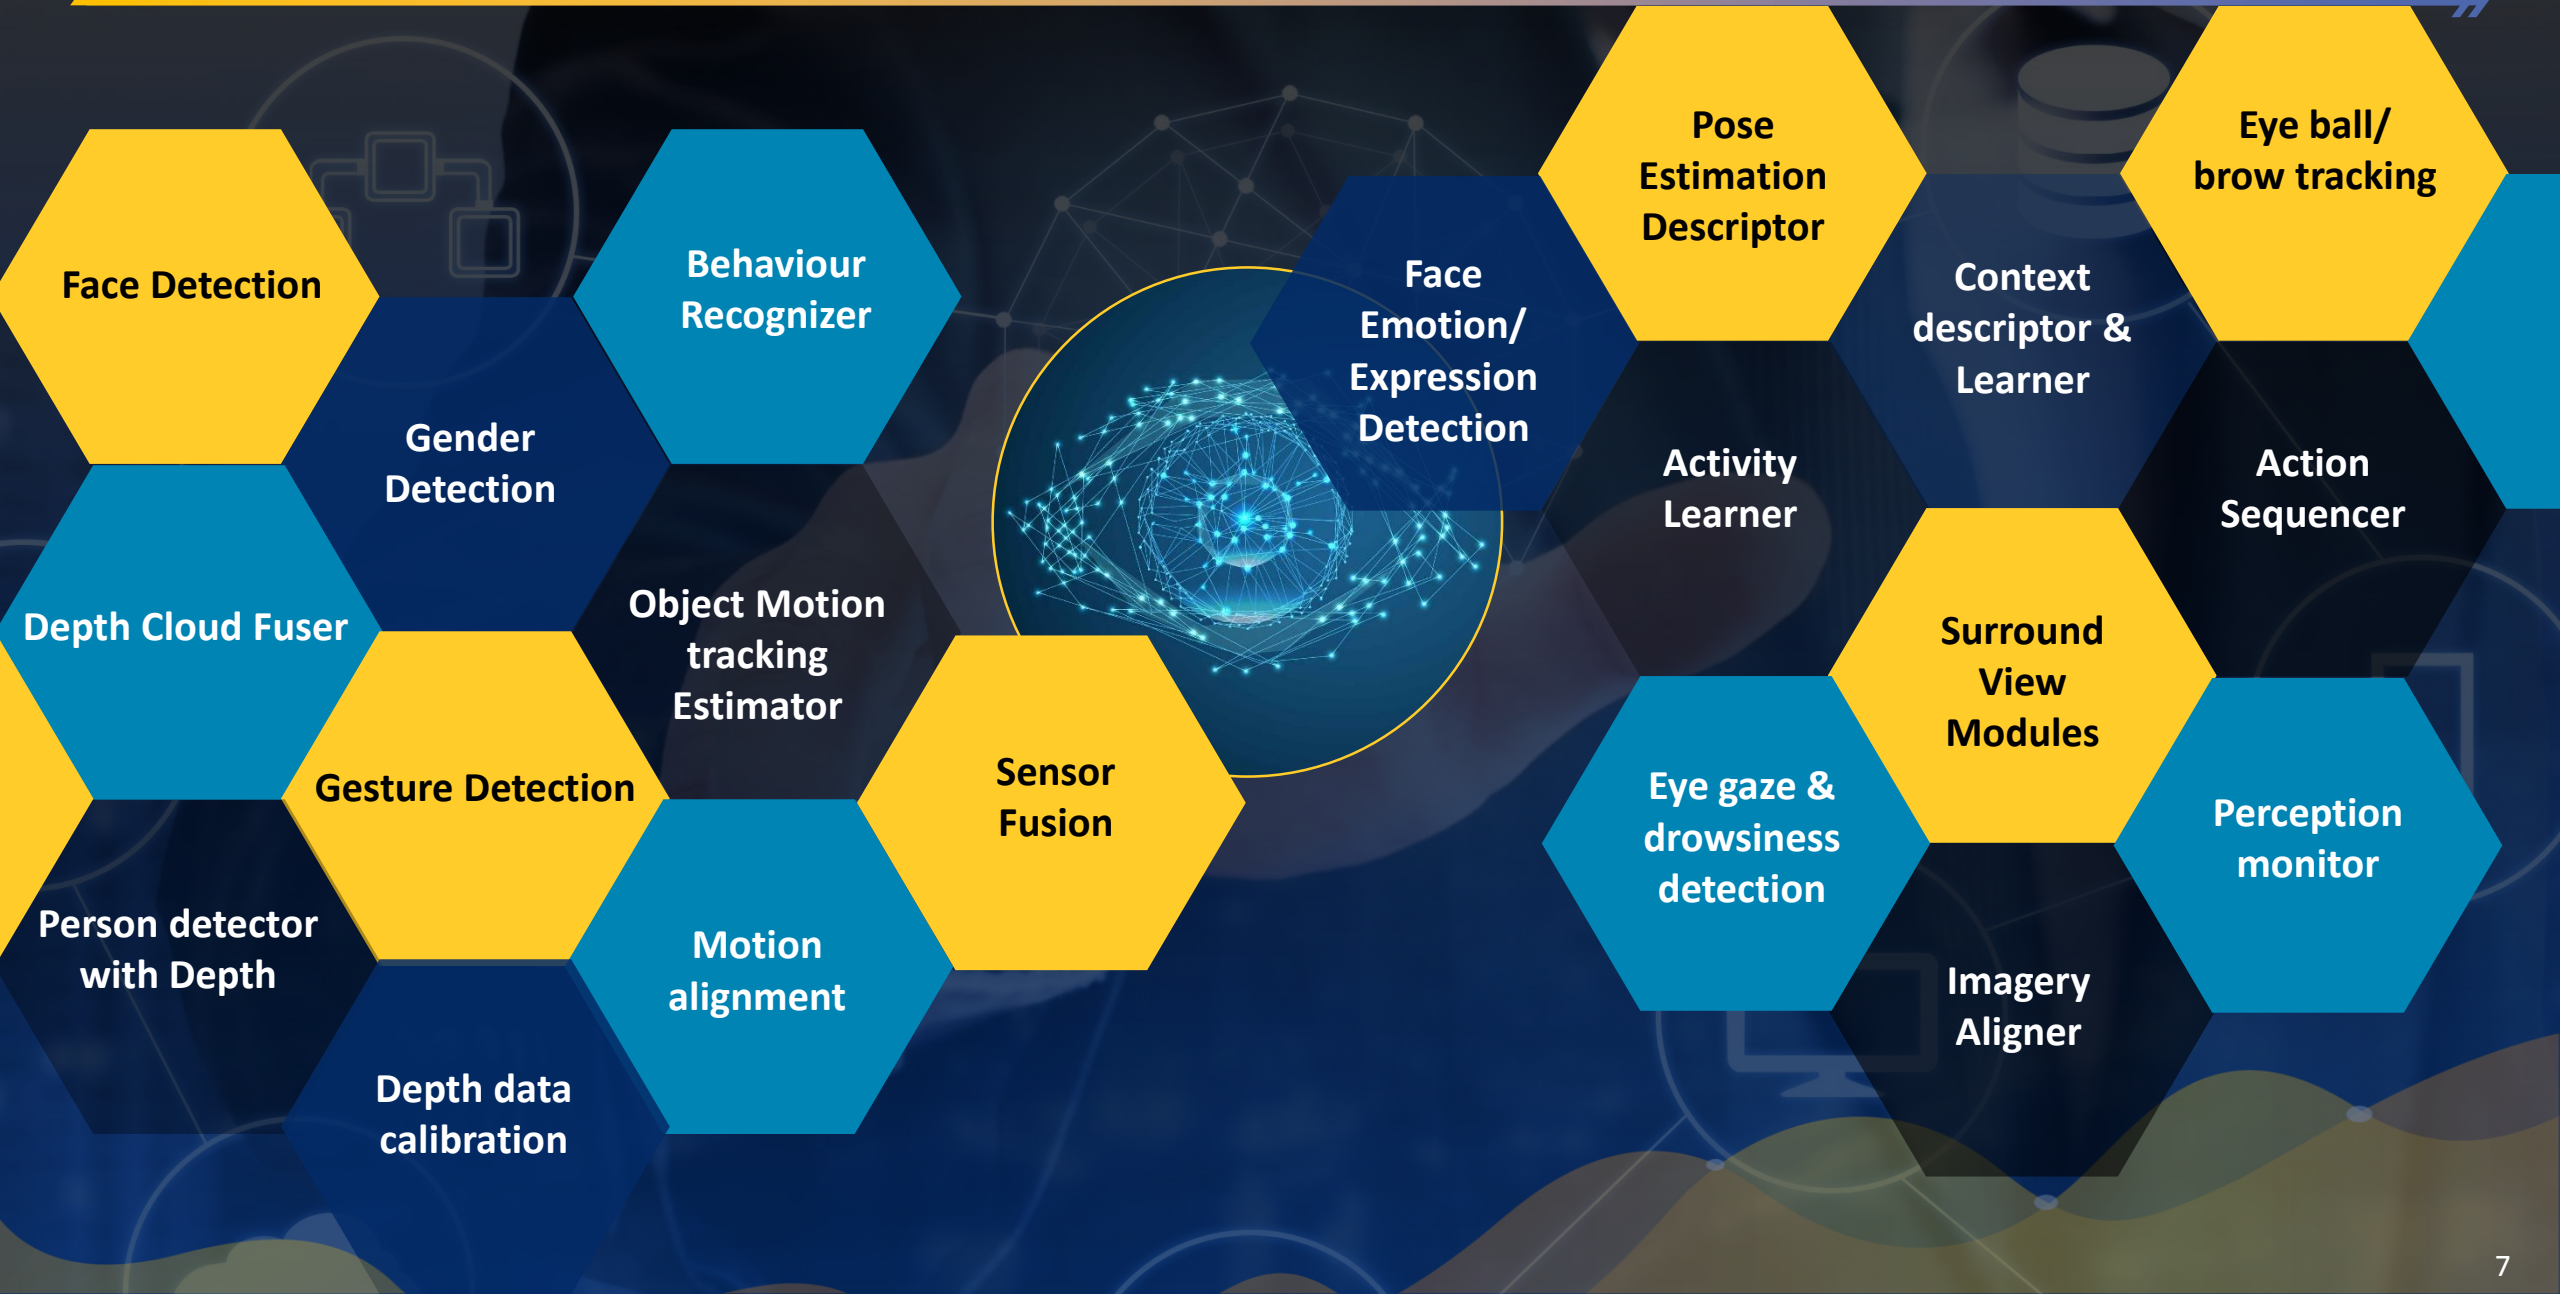 Face Detection
Gender
Detection
Behaviour
Recognizer
Depth Cloud Fuser
Object Motion
tracking
Estimator
Gesture Detection
Sensor
Fusion
Person detector
with Depth
Motion
alignment
Depth data
calibration
Face
Emotion/
Expression
Detection
Pose
Estimation
Descriptor
Context
descriptor &
Learner
Eye ball/
brow tracking
Activity
Learner
Action
Sequencer
Surround
View
Modules
Eye gaze &
drowsiness
detection
Perception
monitor
Imagery
Aligner
7